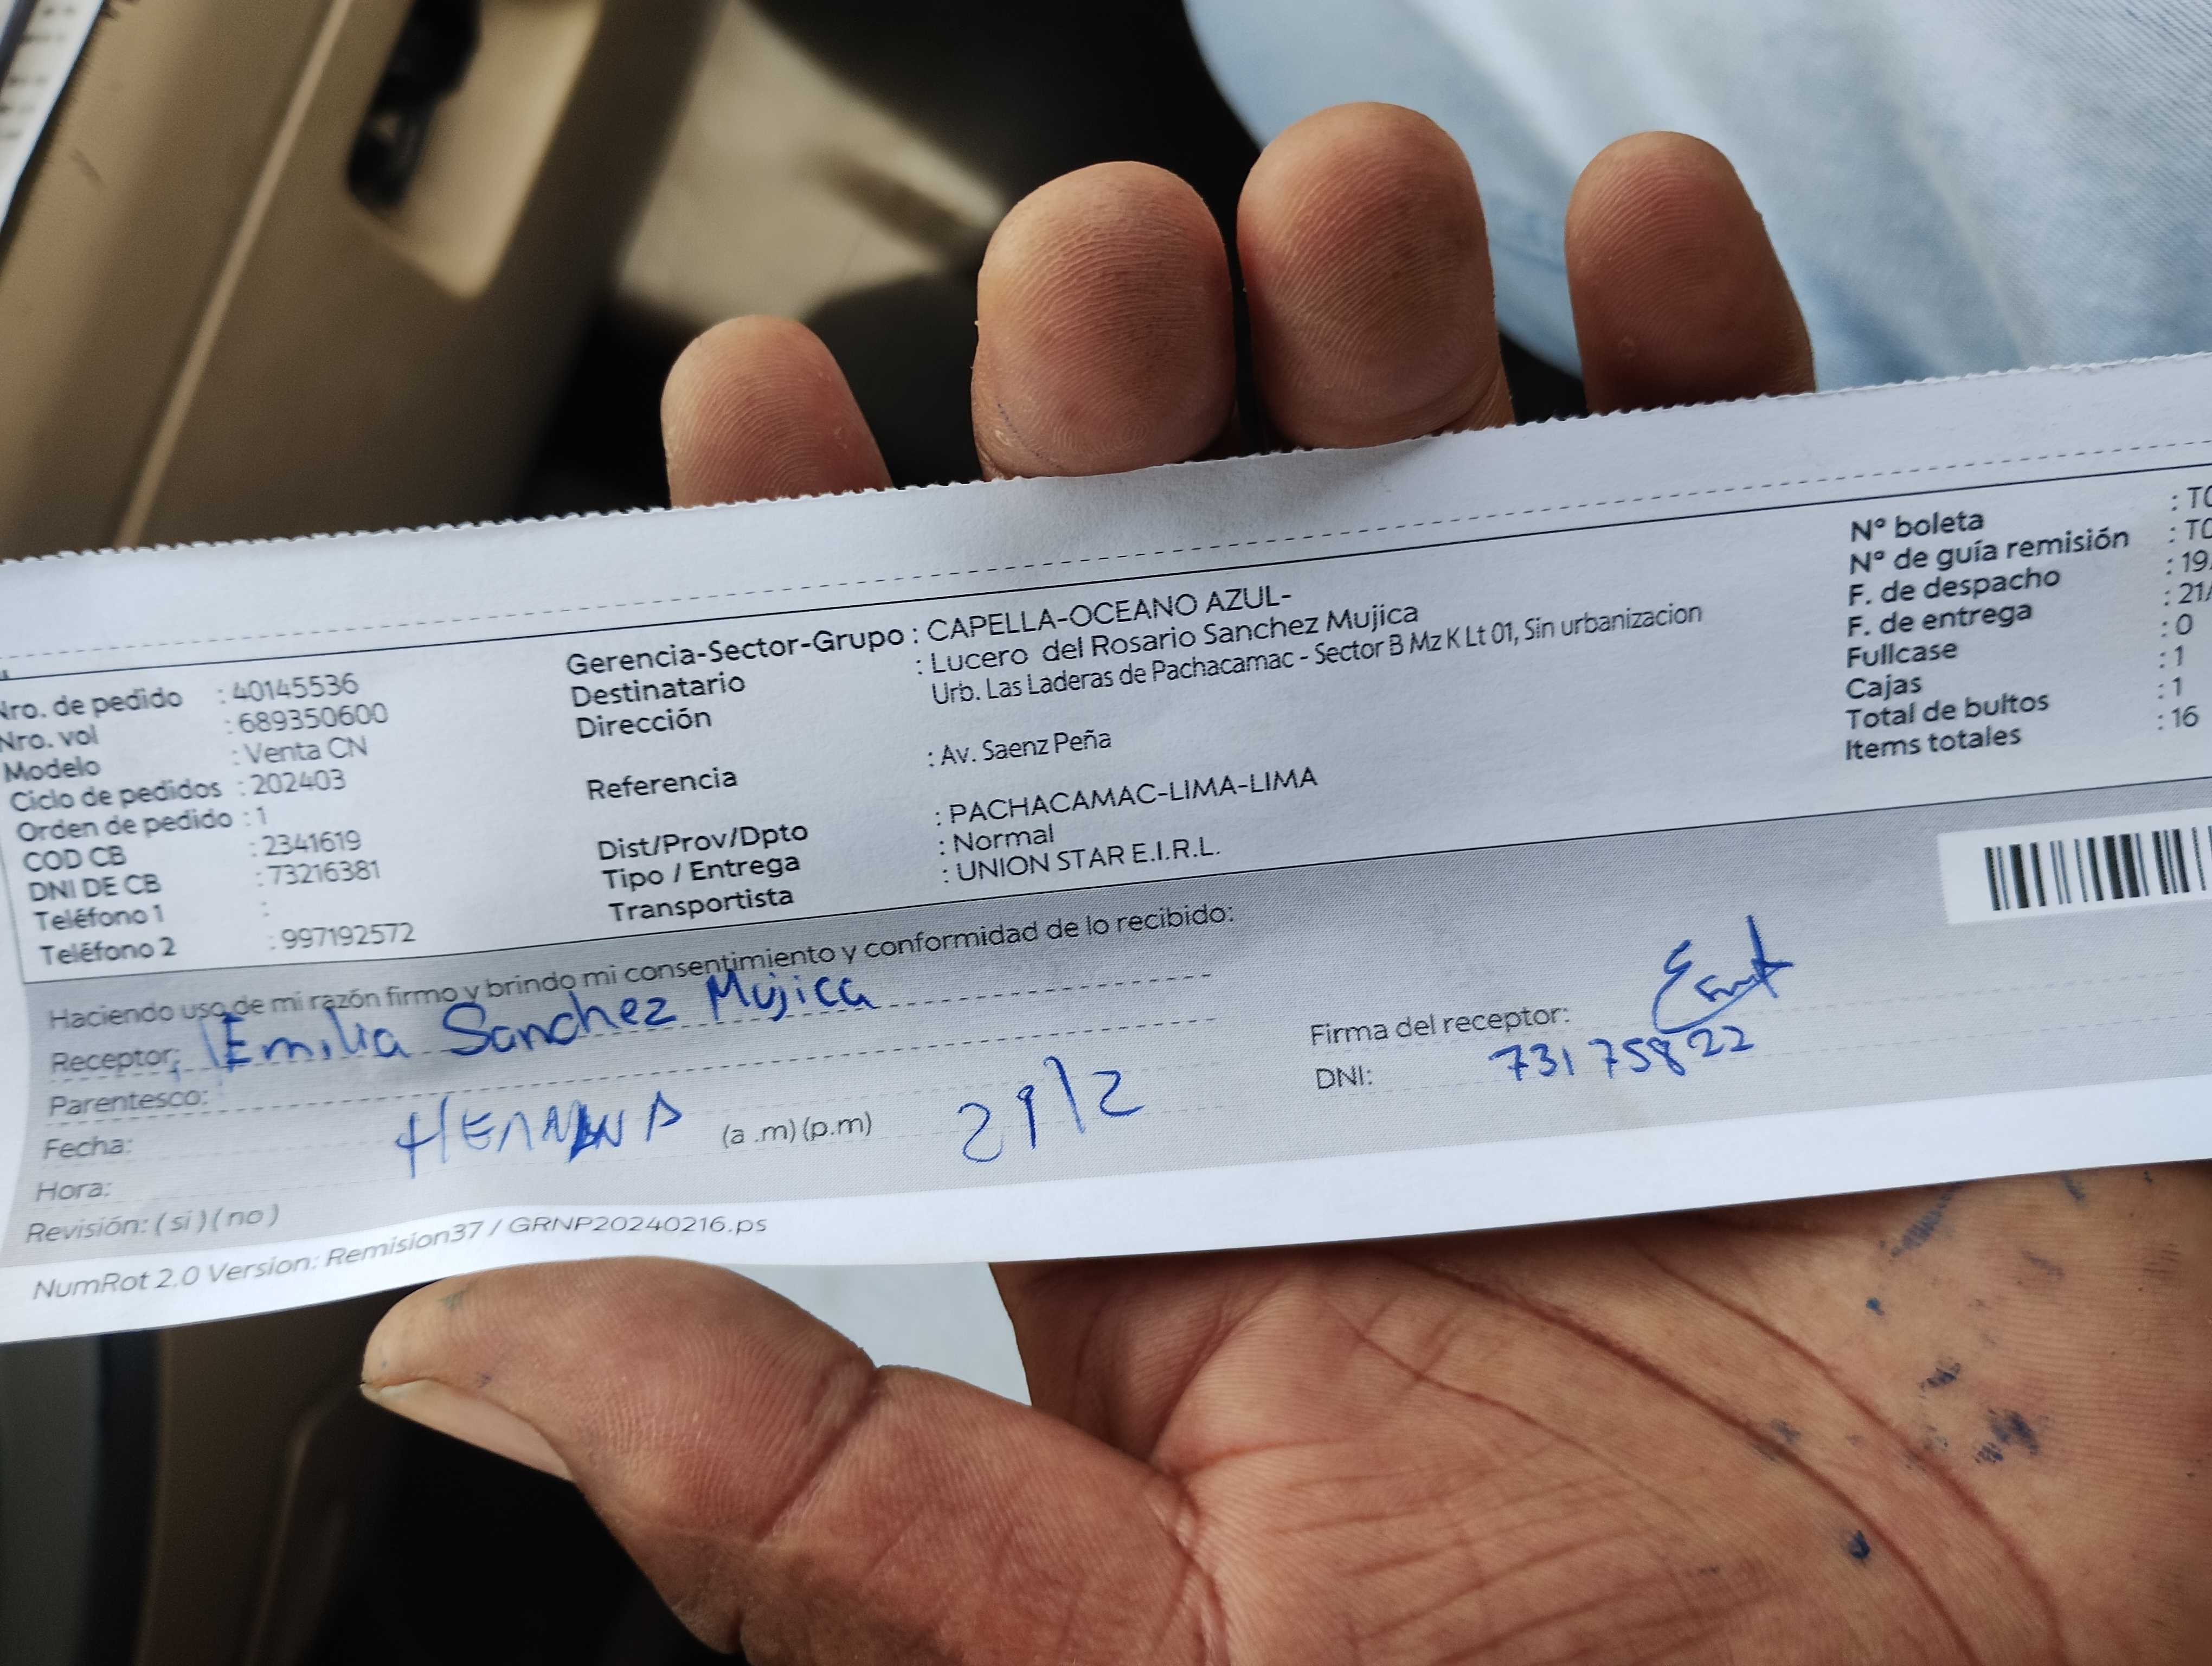 Nro. de pedido : 40145536
Nro. vol : 689350600
Modelo : Venta CN
Ciclo de pedidos : 202403
Orden de pedido : 1
COD CB : 2341619
DNI DE CB : 73216381
Teléfono 1 :
Teléfono 2 : 997192572
Gerencia-Sector-Grupo : CAPELLA-OCEANO AZUL-
Destinatario : Lucero del Rosario Sanchez Mujica
Dirección Urb. Las Laderas de Pachacamac - Sector B Mz K Lt 01, Sin urbanizacion
Referencia : Av. Saenz Peña
Dist/Prov/Dpto : PACHACAMAC-LIMA-LIMA
Tipo / Entrega : Normal
Transportista : UNION STAR E.I.R.L.
N° boleta : T
N° de guía remisión : T
F. de despacho : 19
F. de entrega : 21/
Fullcase : 0
Cajas : 1
Total de bultos : 1
Items totales : 16
Haciendo uso de mi razón firmo y brindo mi consentimiento y conformidad de lo recibido:
Receptor: Emilia Sanchez Mujica
Parentesco:
Fecha: HERMANA (a .m) (p.m) 21/2
Hora:
Revisión: ( si ) ( no )
Firma del receptor:
DNI: 73175822
NumRot 2.0 Version: Remision37 / GRNP20240216.ps